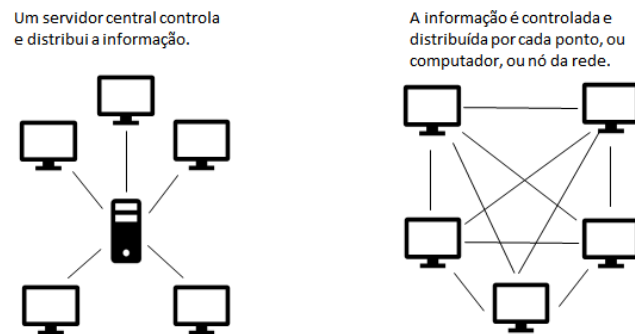 Um servidor central controla
e distribui a informação.
A informação é controlada e
distribuída por cada ponto, ou
computador, ou nó da rede.